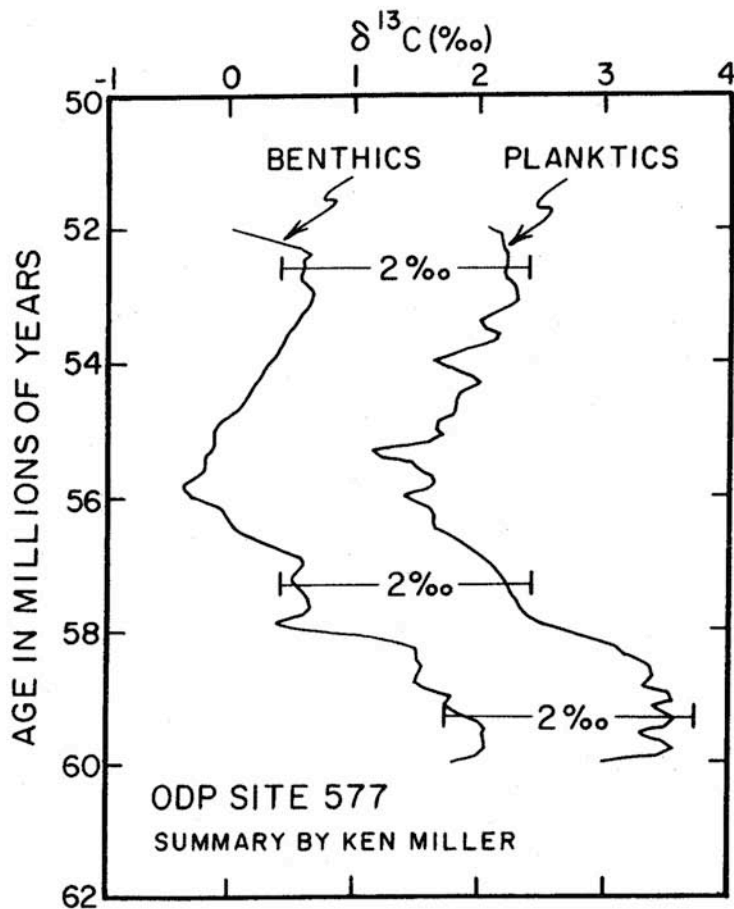 δ¹³C (‰)
-1 0 1 2 3 4
50
BENTHICS PLANKTICS
52
2‰
54
AGE IN MILLIONS OF YEARS
56
2‰
58
2‰
60
ODP SITE 577
SUMMARY BY KEN MILLER
62